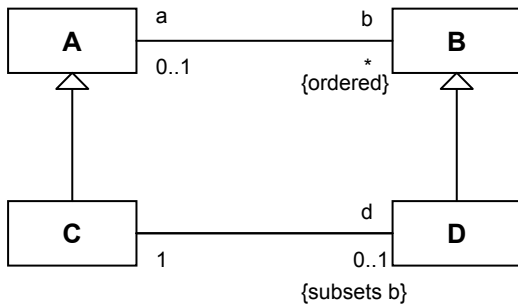 a b
A B
0..1 *
{ordered}
d
C D
1 0..1
{subsets b}